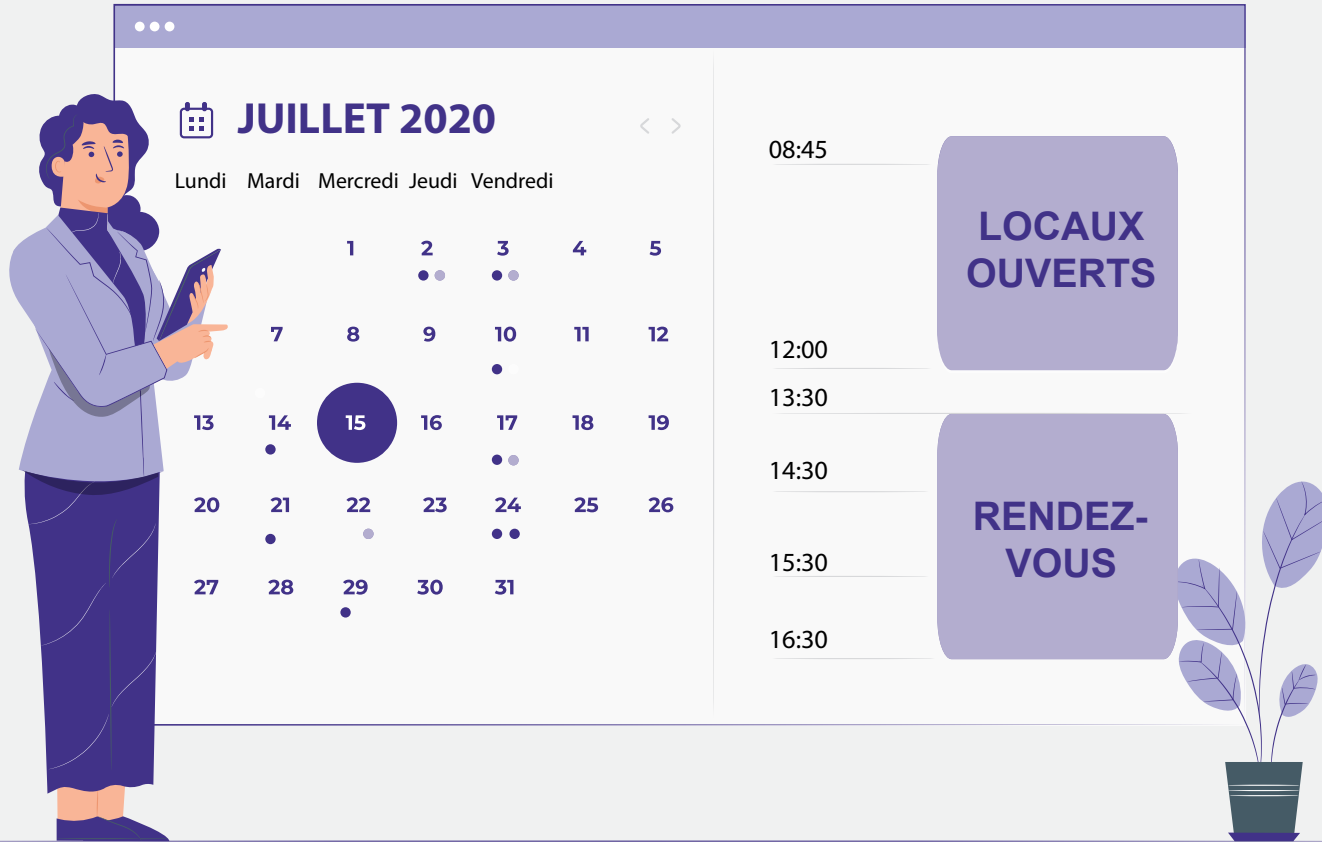 JUILLET 2020
Lundi Mardi Mercredi Jeudi Vendredi
1 2 3 4 5
7 8 9 10 11 12
13 14 15 16 17 18 19
20 21 22 23 24 25 26
27 28 29 30 31
08:45
LOCAUX
OUVERTS
12:00
13:30
14:30
RENDEZ-
VOUS
15:30
16:30